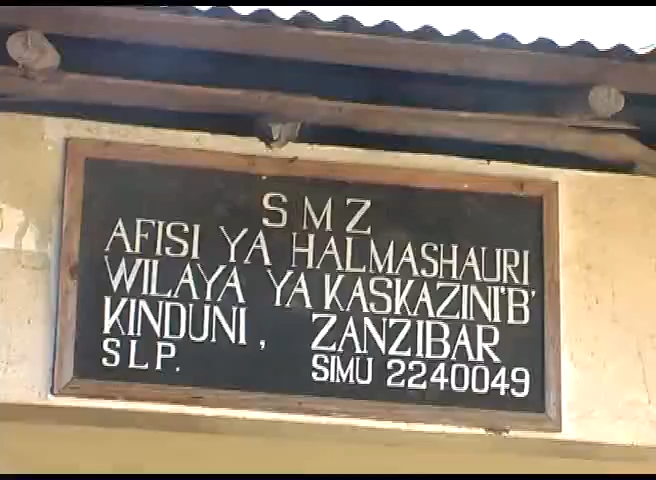 SMZ
AFISI YA HALMASHAURI
WILAYA YA KASKAZINI 'B'
KINDUNI, ZANZIBAR
S L P. SIMU 2240049